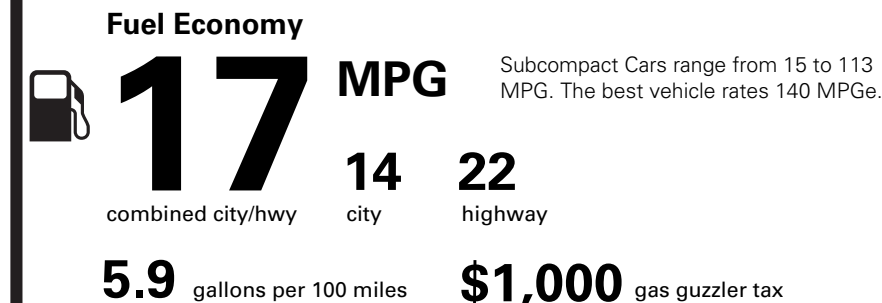 Fuel Economy
17 MPG
Subcompact Cars range from 15 to 113
MPG. The best vehicle rates 140 MPGe.
combined city/hwy
14
city
22
highway
5.9 gallons per 100 miles
$1,000 gas guzzler tax